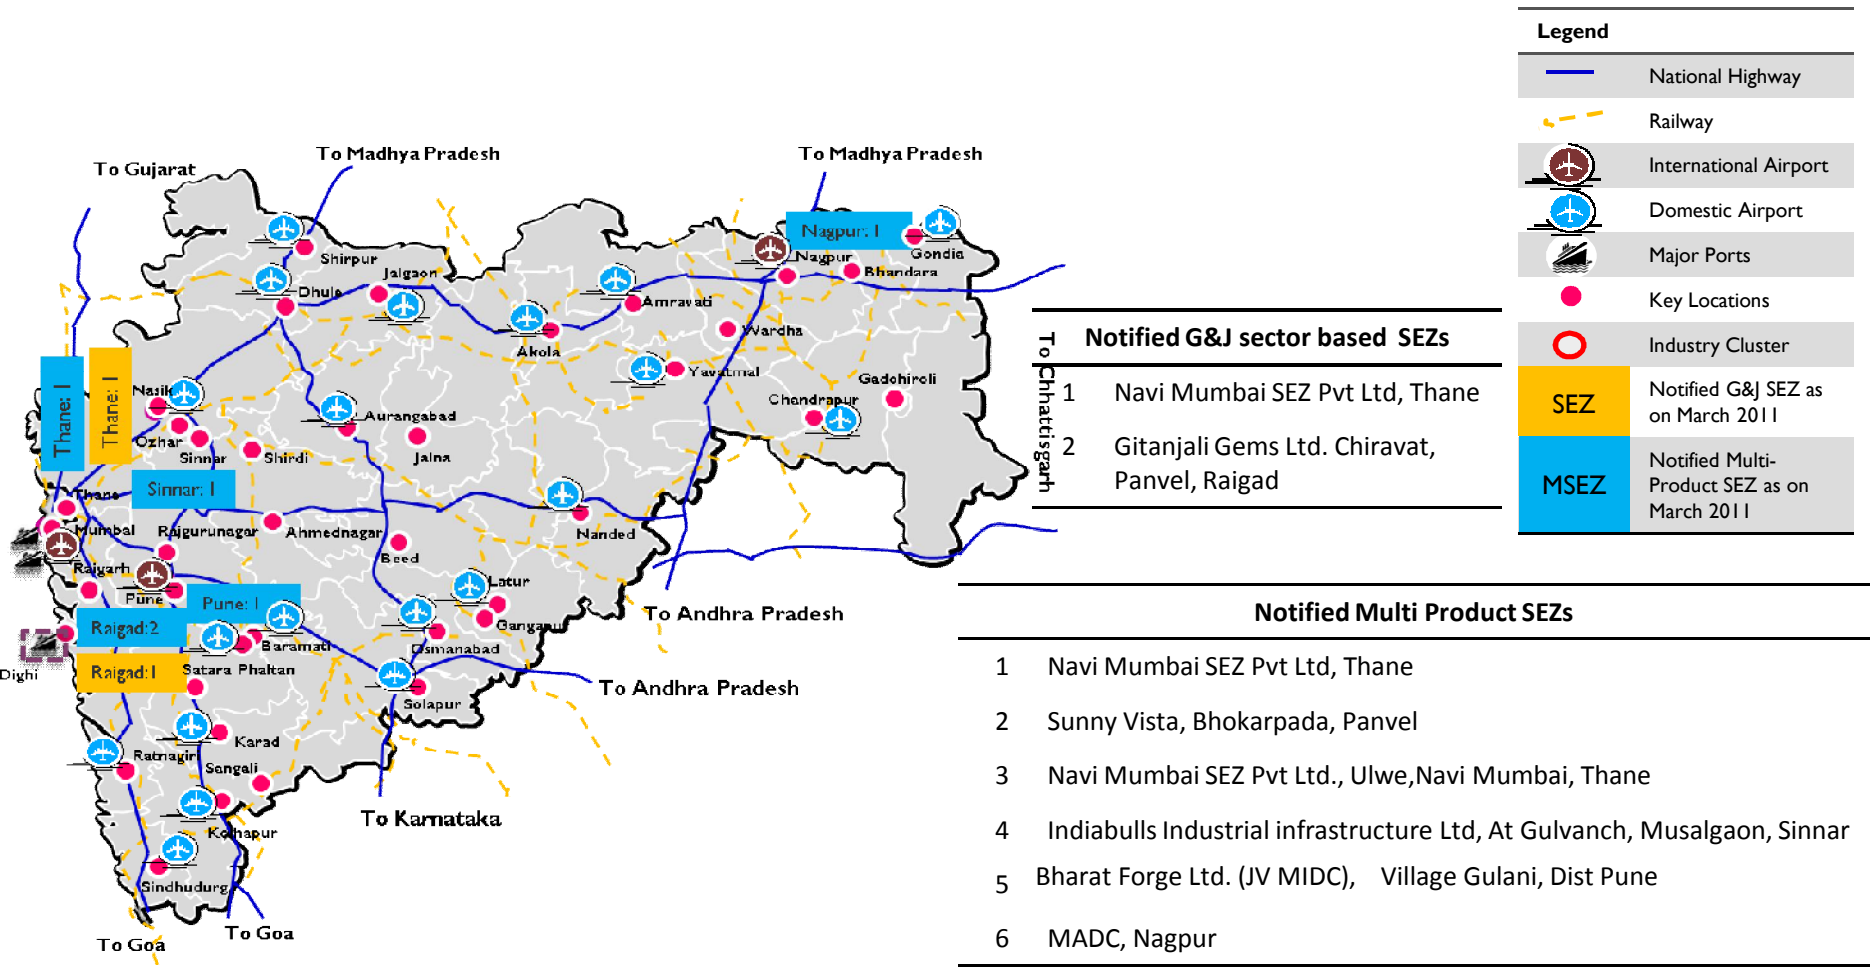 Legend
National Highway
Railway
International Airport
Domestic Airport
Major Ports
Key Locations
Industry Cluster
SEZ
Notified G&J SEZ as
on March 2011
MSEZ
Notified Multi-
Product SEZ as on
March 2011
To Gujarat
To Madhya Pradesh
To Madhya Pradesh
Nagpur: 1
Shirpur
Jalgaon
Nagpur
Gondia
Bhandara
Dhule
Amravati
Wardha
Akola
Yavatmal
Gadchiroli
Chandrapur
To Chhattisgarh
Thane: 1
Thane: 1
Nasik
Aurangabad
Ozhar
Sinnar
Shirdi
Jalna
Sinnar: 1
Thane
Mumbai
Rajgurunagar
Ahmednagar
Nanded
Beed
Raigarh
Latur
Pune
Pune: 1
Gangapur
To Andhra Pradesh
Raigad:2
Baramati
Osmanabad
Dighi
Raigad:1
Satara Phaltan
To Andhra Pradesh
Solapur
Karad
Ratnagiri
Sangali
To Karnataka
Kolhapur
Sindhudurg
To Goa
To Goa
Notified G&J sector based SEZs
1 Navi Mumbai SEZ Pvt Ltd, Thane
2 Gitanjali Gems Ltd. Chiravat,
Panvel, Raigad
Notified Multi Product SEZs
1 Navi Mumbai SEZ Pvt Ltd, Thane
2 Sunny Vista, Bhokarpada, Panvel
3 Navi Mumbai SEZ Pvt Ltd., Ulwe,Navi Mumbai, Thane
4 Indiabulls Industrial infrastructure Ltd, At Gulvanch, Musalgaon, Sinnar
5 Bharat Forge Ltd. (JV MIDC), Village Gulani, Dist Pune
6 MADC, Nagpur